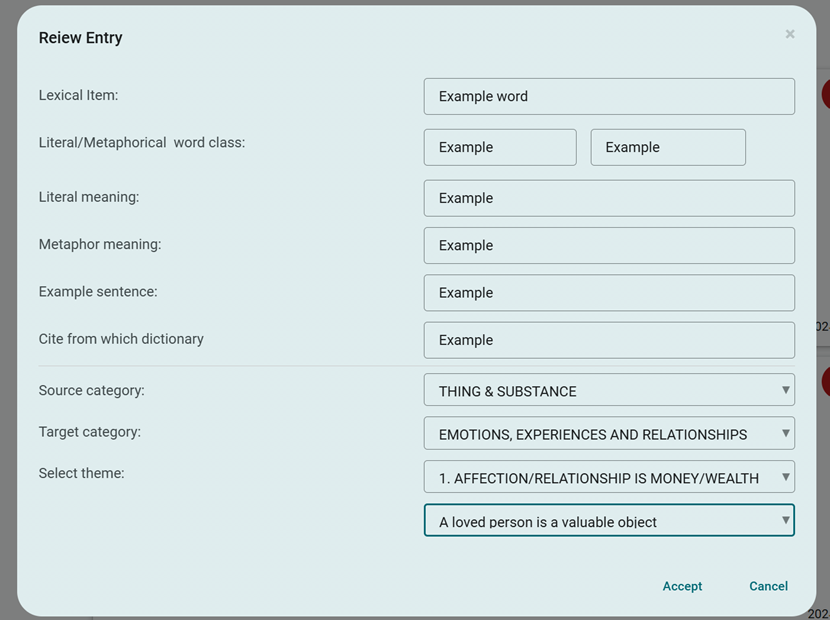 Reiew Entry ×
Lexical Item: Example word
Literal/Metaphorical word class: Example Example
Literal meaning: Example
Metaphor meaning: Example
Example sentence: Example
Cite from which dictionary Example
Source category: THING & SUBSTANCE
Target category: EMOTIONS, EXPERIENCES AND RELATIONSHIPS
Select theme: 1. AFFECTION/RELATIONSHIP IS MONEY/WEALTH
A loved person is a valuable object
Accept Cancel